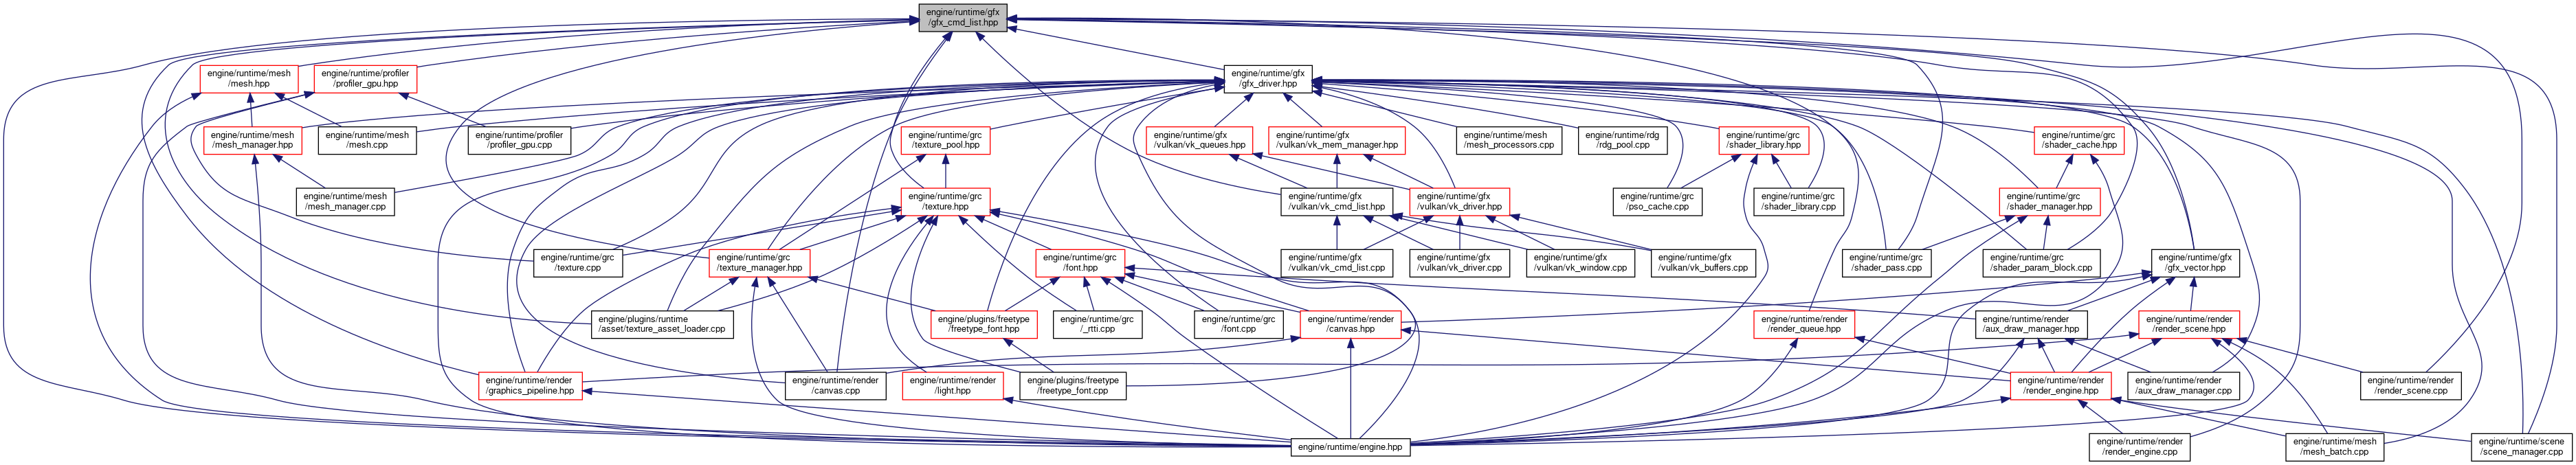 engine/runtime/gfx
/gfx_cmd_list.hpp
engine/runtime/mesh
/mesh.hpp
engine/runtime/profiler
/profiler_gpu.hpp
engine/runtime/gfx
/gfx_driver.hpp
engine/runtime/mesh
/mesh_manager.hpp
engine/runtime/mesh
/mesh.cpp
engine/runtime/profiler
/profiler_gpu.cpp
engine/runtime/grc
/texture_pool.hpp
engine/runtime/gfx
/vulkan/vk_queues.hpp
engine/runtime/gfx
/vulkan/vk_mem_manager.hpp
engine/runtime/mesh
/mesh_processors.cpp
engine/runtime/rdg
/rdg_pool.cpp
engine/runtime/grc
/shader_library.hpp
engine/runtime/grc
/shader_cache.hpp
engine/runtime/mesh
/mesh_manager.cpp
engine/runtime/grc
/texture.hpp
engine/runtime/gfx
/vulkan/vk_cmd_list.hpp
engine/runtime/gfx
/vulkan/vk_driver.hpp
engine/runtime/grc
/pso_cache.cpp
engine/runtime/grc
/shader_library.cpp
engine/runtime/grc
/shader_manager.hpp
engine/runtime/grc
/texture.cpp
engine/runtime/grc
/texture_manager.hpp
engine/runtime/grc
/font.hpp
engine/runtime/gfx
/vulkan/vk_cmd_list.cpp
engine/runtime/gfx
/vulkan/vk_driver.cpp
engine/runtime/gfx
/vulkan/vk_window.cpp
engine/runtime/gfx
/vulkan/vk_buffers.cpp
engine/runtime/grc
/shader_pass.cpp
engine/runtime/grc
/shader_param_block.cpp
engine/runtime/gfx
/gfx_vector.hpp
engine/plugins/runtime
/asset/texture_asset_loader.cpp
engine/plugins/freetype
/freetype_font.hpp
engine/runtime/grc
/_rtti.cpp
engine/runtime/grc
/font.cpp
engine/runtime/render
/canvas.hpp
engine/runtime/render
/render_queue.hpp
engine/runtime/render
/aux_draw_manager.hpp
engine/runtime/render
/render_scene.hpp
engine/runtime/render
/graphics_pipeline.hpp
engine/runtime/render
/canvas.cpp
engine/runtime/render
/light.hpp
engine/plugins/freetype
/freetype_font.cpp
engine/runtime/render
/render_engine.hpp
engine/runtime/render
/aux_draw_manager.cpp
engine/runtime/render
/render_scene.cpp
engine/runtime/engine.hpp
engine/runtime/render
/render_engine.cpp
engine/runtime/mesh
/mesh_batch.cpp
engine/runtime/scene
/scene_manager.cpp